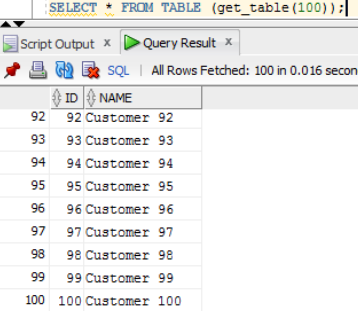 SELECT * FROM TABLE (get_table(100));
Script Output x Query Result x
SQL | All Rows Fetched: 100 in 0.016 secon
ID NAME
92 92 Customer 92
93 93 Customer 93
94 94 Customer 94
95 95 Customer 95
96 96 Customer 96
97 97 Customer 97
98 98 Customer 98
99 99 Customer 99
100 100 Customer 100